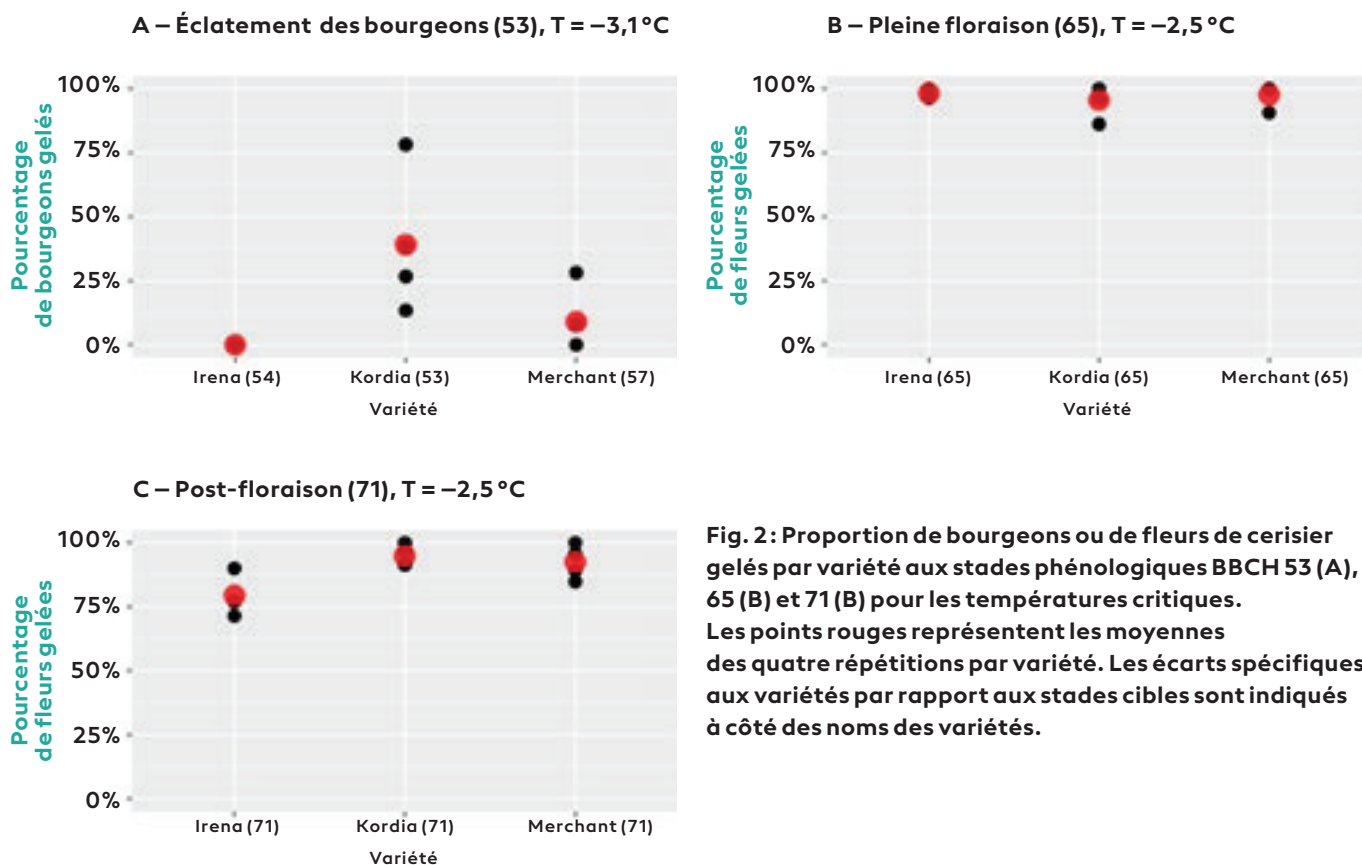 A – Éclatement des bourgeons (53), T = –3,1 °C
Pourcentage
de bourgeons gelés
100%
75%
50%
25%
0%
Irena (54)
Kordia (53)
Merchant (57)
Variété
B – Pleine floraison (65), T = –2,5 °C
Pourcentage
de fleurs gelées
100%
75%
50%
25%
0%
Irena (65)
Kordia (65)
Merchant (65)
Variété
C – Post-floraison (71), T = –2,5 °C
Pourcentage
de fleurs gelées
100%
75%
50%
25%
0%
Irena (71)
Kordia (71)
Merchant (71)
Variété
Fig. 2: Proportion de bourgeons ou de fleurs de cerisier
gelés par variété aux stades phénologiques BBCH 53 (A),
65 (B) et 71 (B) pour les températures critiques.
Les points rouges représentent les moyennes
des quatre répétitions par variété. Les écarts spécifiques
aux variétés par rapport aux stades cibles sont indiqués
à côté des noms des variétés.